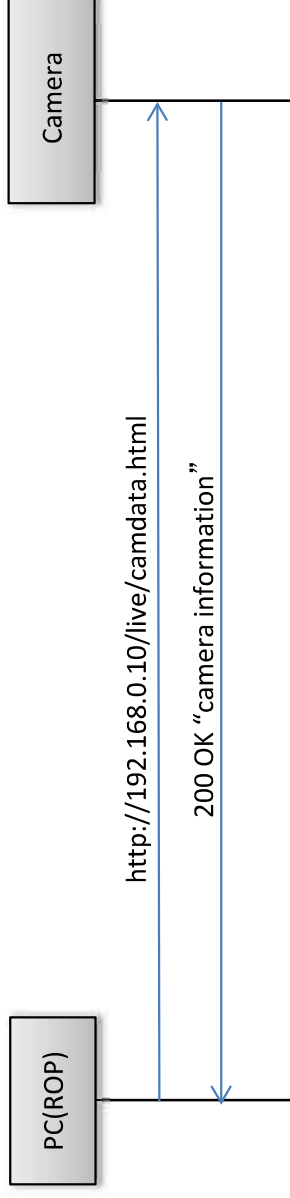 PC(ROP)
Camera
http://192.168.0.10/live/camdata.html
200 OK “camera information”